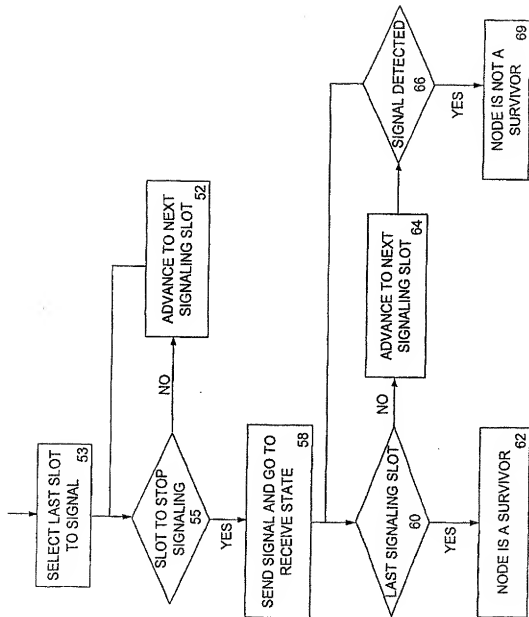 SELECT LAST SLOT
TO SIGNAL
53
SLOT TO STOP
SIGNALING
55
NO
ADVANCE TO NEXT
SIGNALING SLOT
52
YES
SEND SIGNAL AND GO TO
RECEIVE STATE
58
LAST SIGNALING SLOT
60
NO
ADVANCE TO NEXT
SIGNALING SLOT
64
SIGNAL DETECTED
66
YES
NODE IS A SURVIVOR
62
YES
NODE IS NOT A
SURVIVOR
69